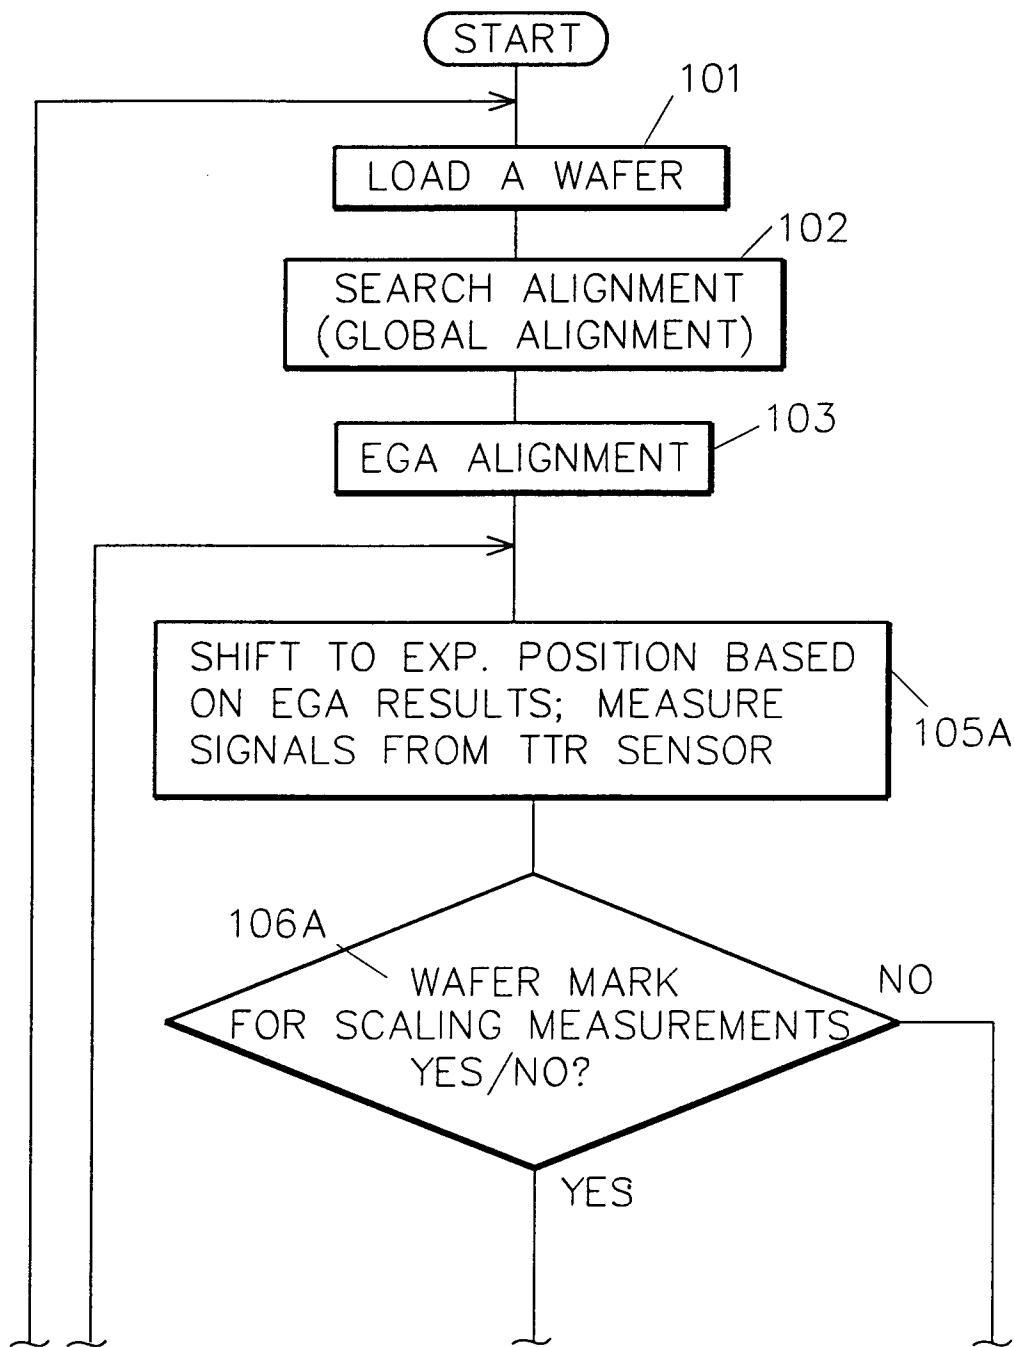 START
101
LOAD A WAFER
102
SEARCH ALIGNMENT
(GLOBAL ALIGNMENT)
103
EGA ALIGNMENT
SHIFT TO EXP. POSITION BASED
ON EGA RESULTS; MEASURE
SIGNALS FROM TTR SENSOR
105A
106A
WAFER MARK
FOR SCALING MEASUREMENTS
YES/NO?
NO
YES